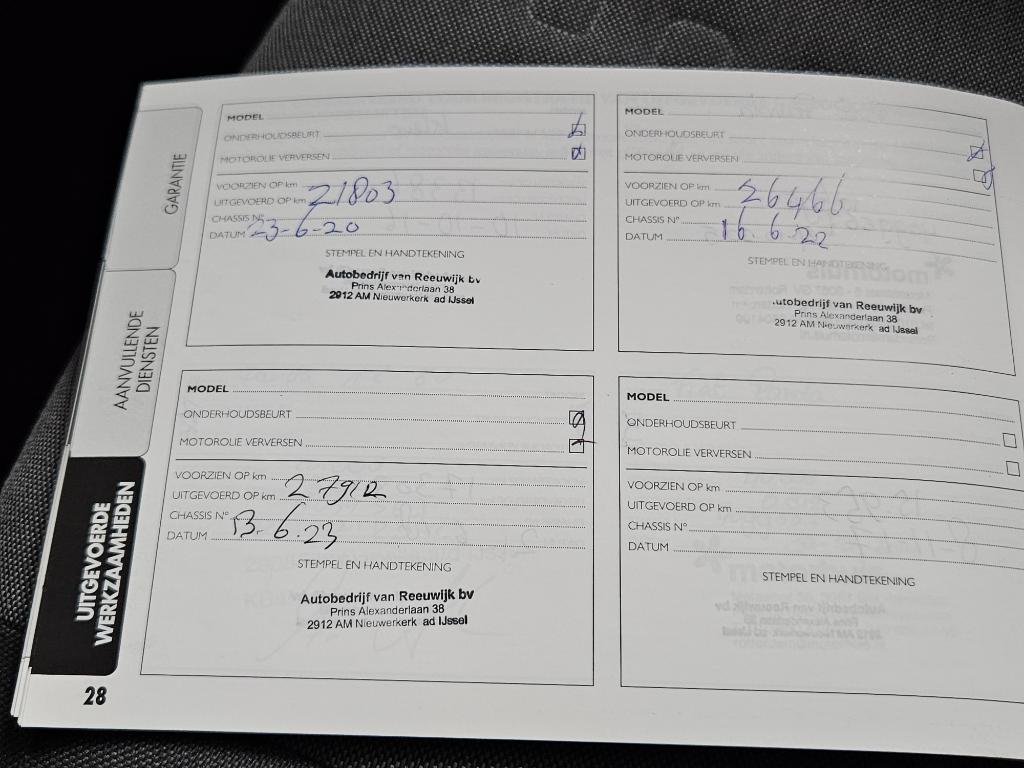 GARANTIE
AANVULLENDE
DIENSTEN
UITGEVOERDE
WERKZAAMHEDEN
28
MODEL
ONDERHOUDSBEURT
MOTOROLIE VERVERSEN
VOORZIEN OP km
UITGEVOERD OP km 21803
CHASSIS N°
DATUM 23-6-20
STEMPEL EN HANDTEKENING
Autobedrijf van Reeuwijk bv
Prins Alexanderlaan 38
2912 AM Nieuwerkerk ad IJssel
MODEL
ONDERHOUDSBEURT
MOTOROLIE VERVERSEN
VOORZIEN OP km
UITGEVOERD OP km 26466
CHASSIS N°
DATUM 16.6.22
STEMPEL EN HANDTEKENING
utobedrijf van Reeuwijk bv
Prins Alexanderlaan 38
2912 AM Nieuwerkerk ad IJssel
MODEL
ONDERHOUDSBEURT
MOTOROLIE VERVERSEN
VOORZIEN OP km
UITGEVOERD OP km
CHASSIS N°
DATUM 13.6.23
STEMPEL EN HANDTEKENING
Autobedrijf van Reeuwijk bv
Prins Alexanderlaan 38
2912 AM Nieuwerkerk ad IJssel
MODEL
ONDERHOUDSBEURT
MOTOROLIE VERVERSEN
VOORZIEN OP km
UITGEVOERD OP km
CHASSIS N°
DATUM
STEMPEL EN HANDTEKENING